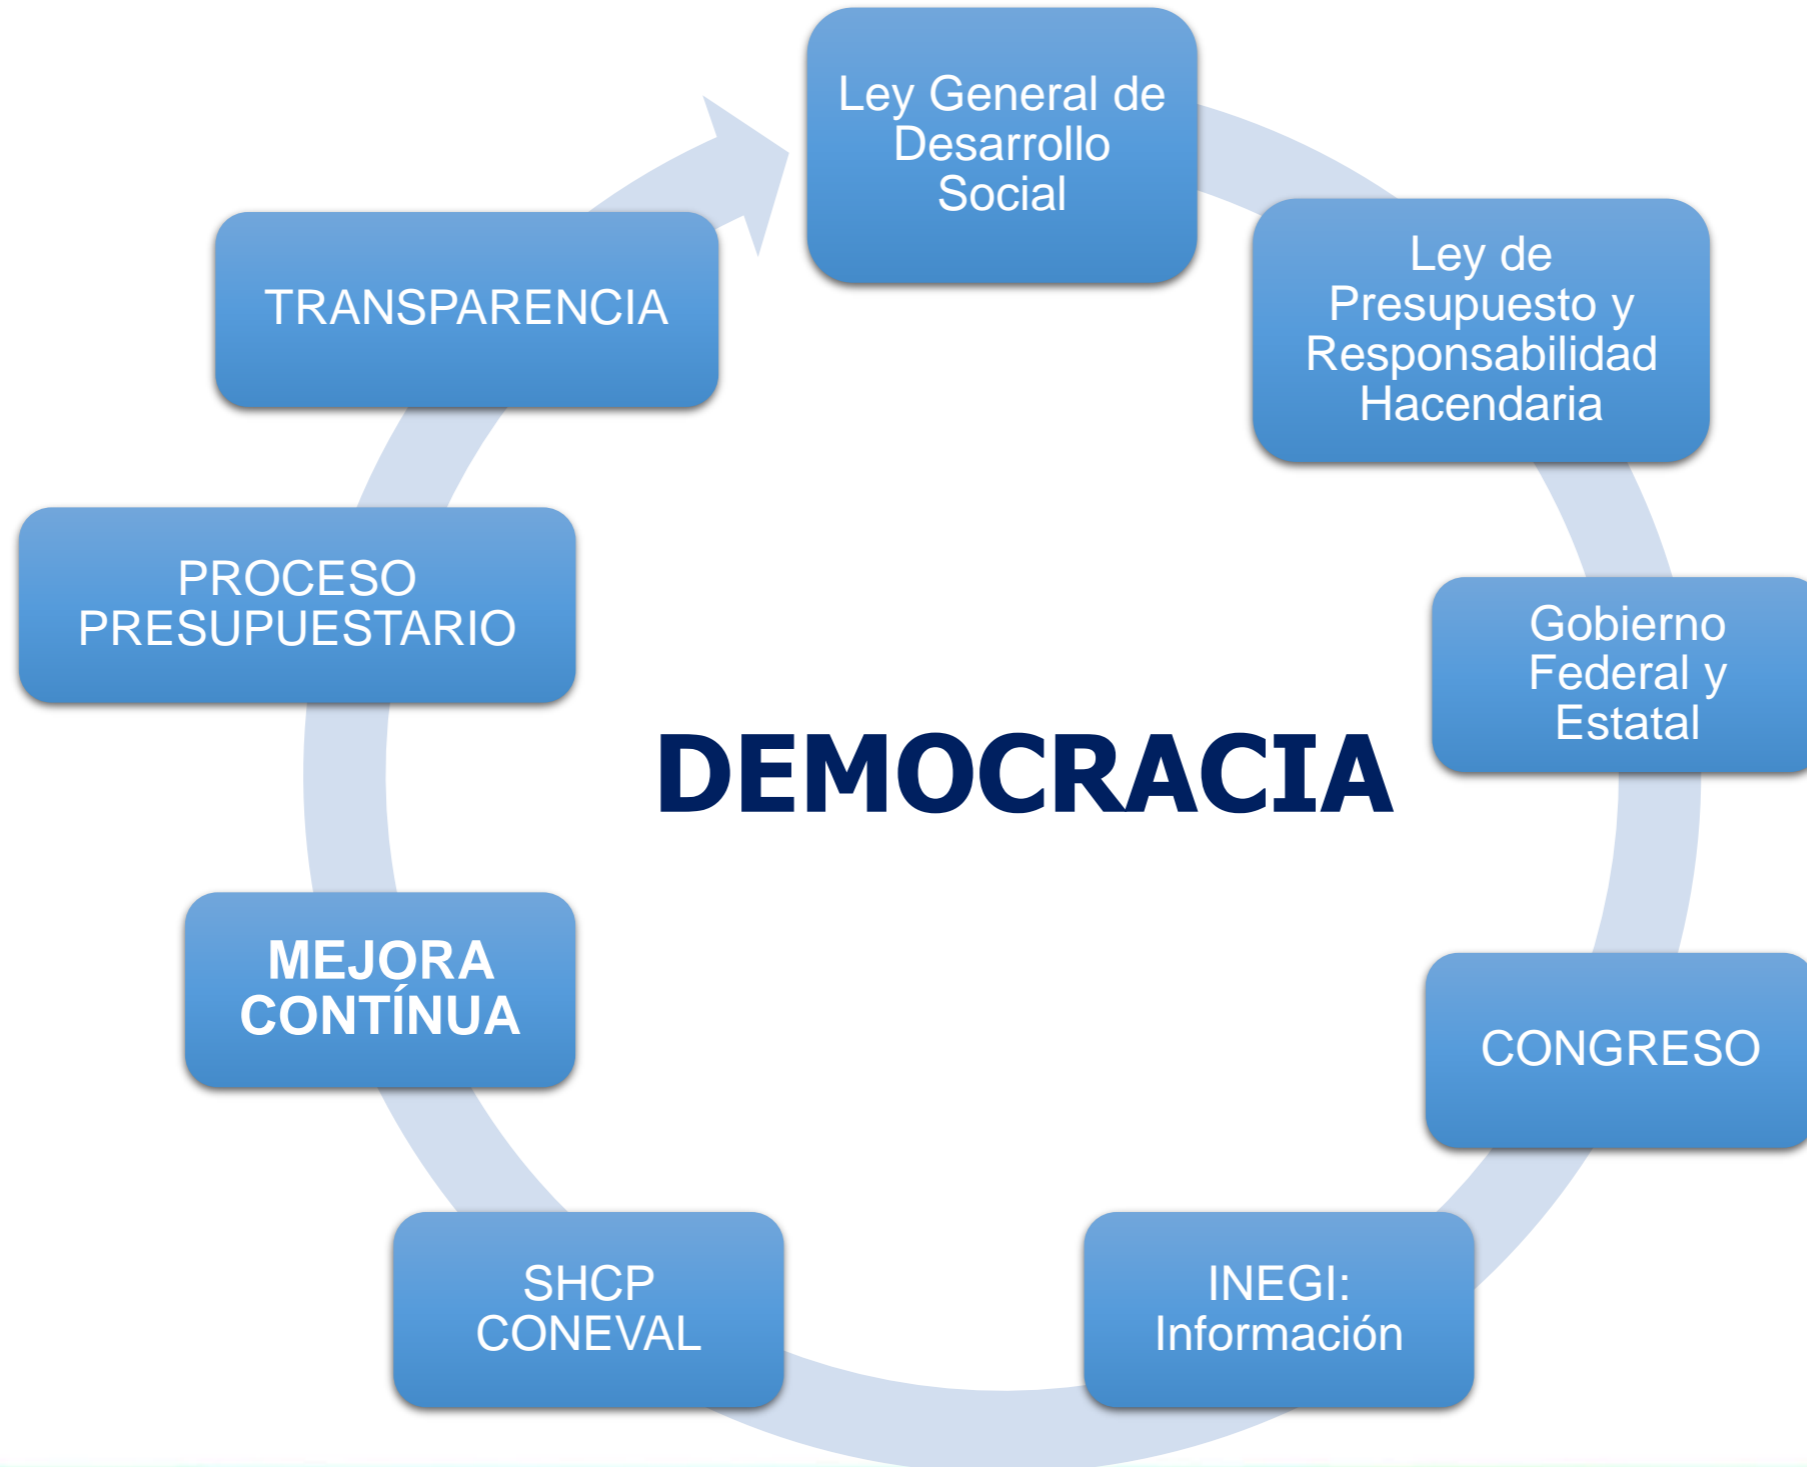 Ley General de
Desarrollo
Social
Ley de
Presupuesto y
Responsabilidad
Hacendaria
Gobierno
Federal y
Estatal
CONGRESO
INEGI:
Información
SHCP
CONEVAL
MEJORA
CONTÍNUA
PROCESO
PRESUPUESTARIO
TRANSPARENCIA
DEMOCRACIA